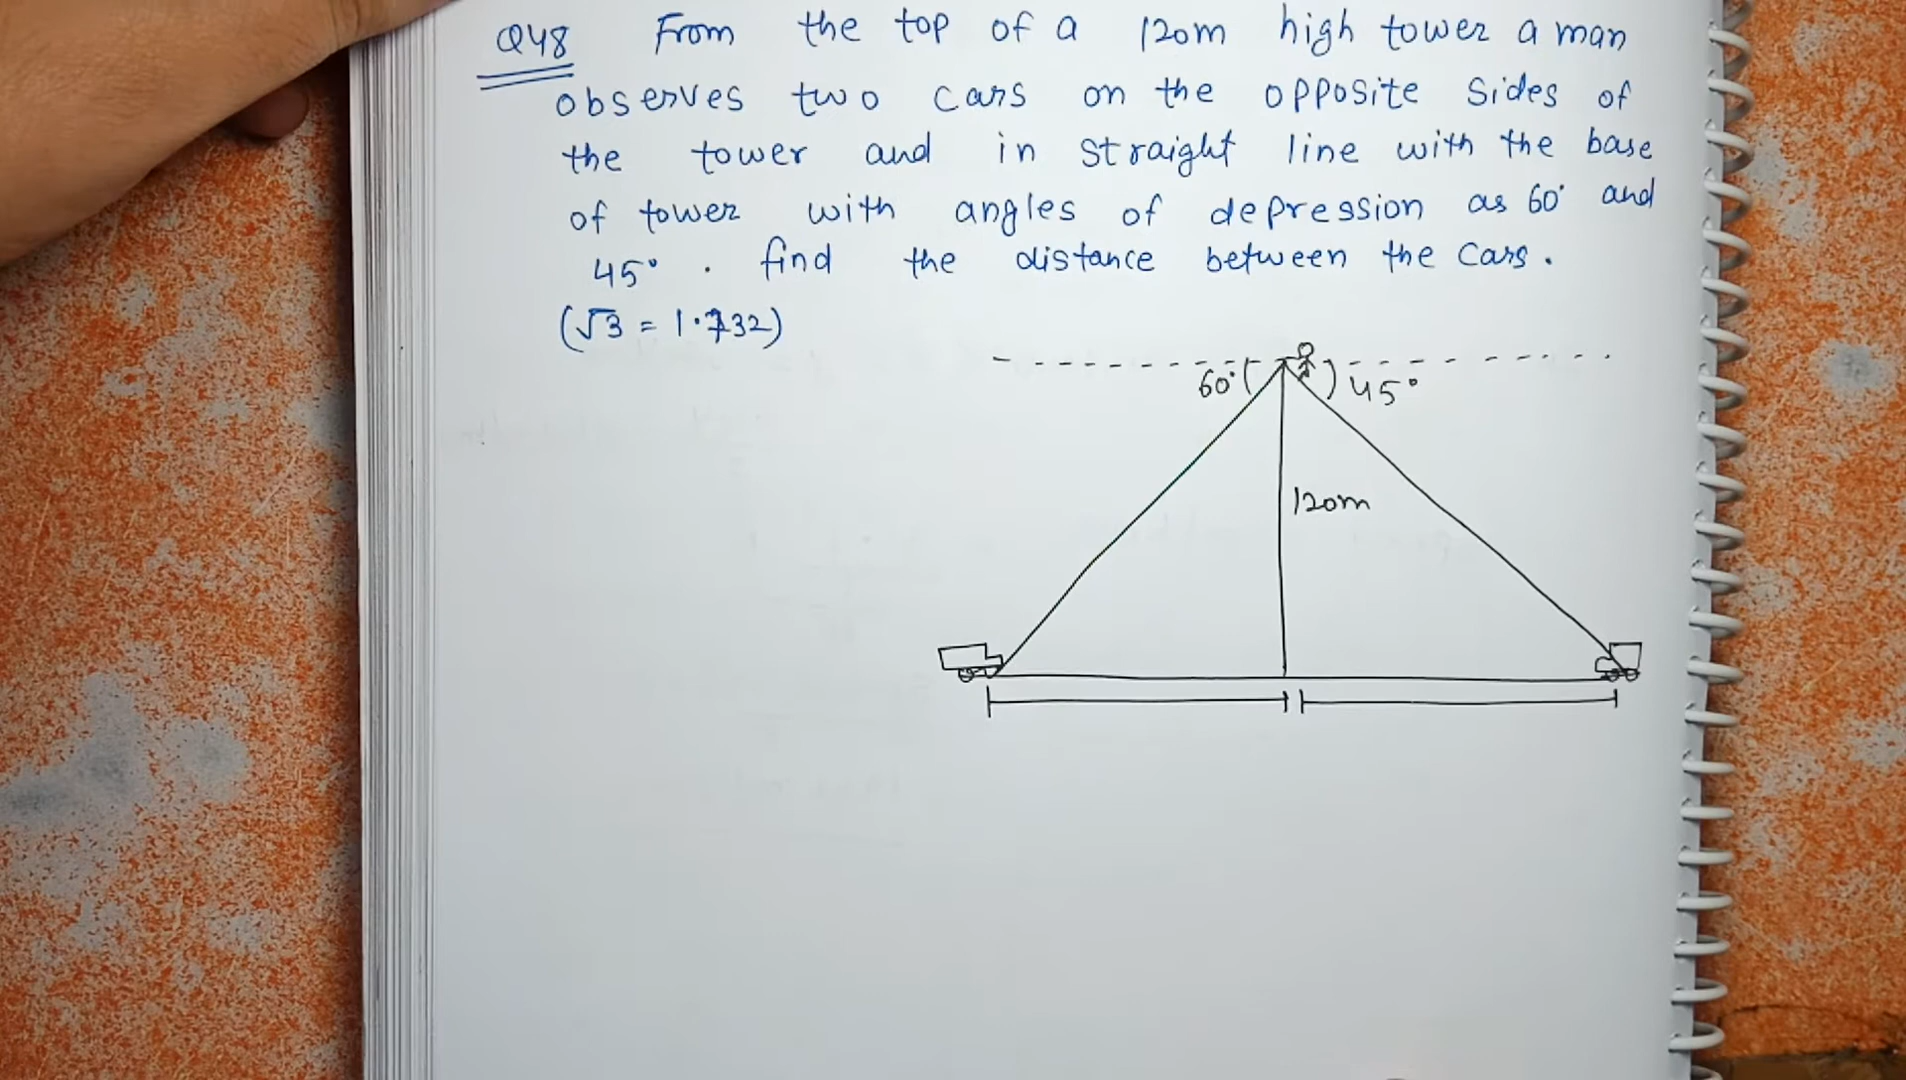 Q48 From the top of a 120m high tower a man
observes two cars on the opposite sides of
the tower and in straight line with the base
of tower with angles of depression as 60° and
45° . find the distance between the cars.
(√3 = 1.732)
60° 45°
120m